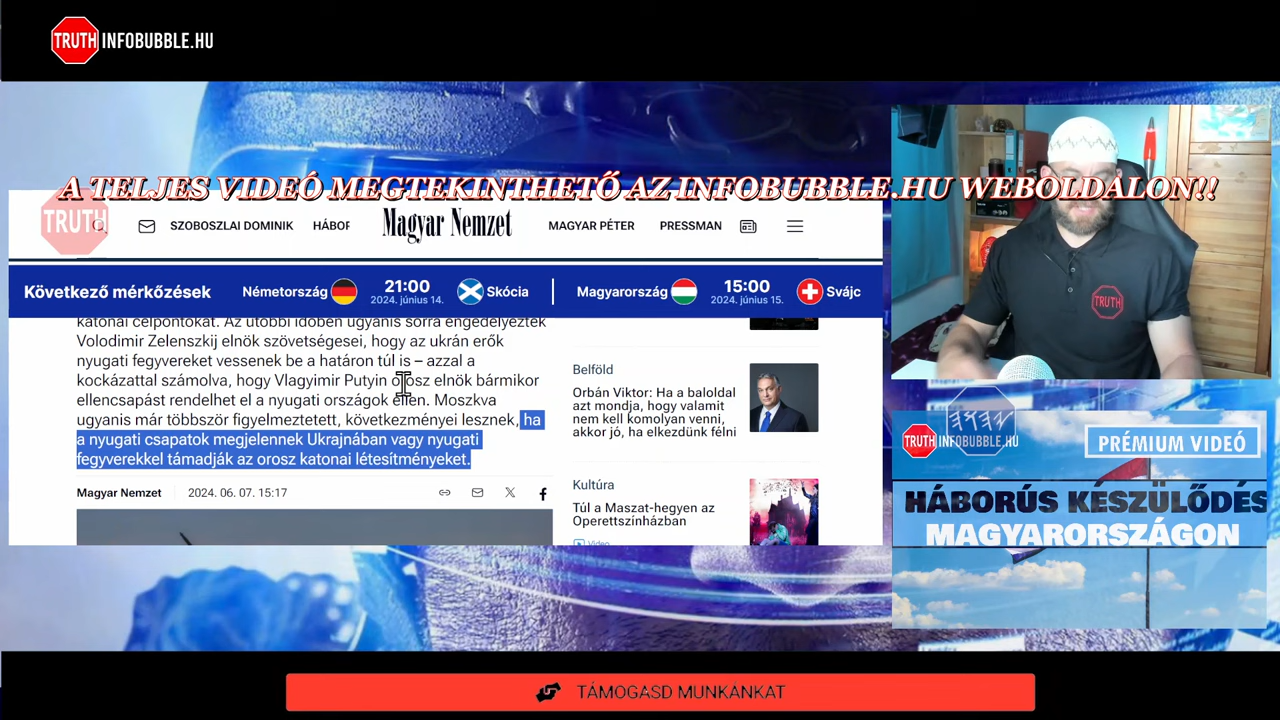 TRUTH INFOBUBBLE.HU
A TELJES VIDEÓ MEGTEKINTHETŐ AZ INFOBUBBLE.HU WEBOLDALON!!
TRUTH
SZOBOSZLAI DOMINIK HÁBOR Magyar Nemzet MAGYAR PÉTER PRESSMAN
Következő mérkőzések Németország 21:00 2024. június 14. Skócia Magyarország 15:00 2024. június 15. Svájc
katonai célpontokat. Az utóbbi időben ugyanis sorra engedélyezték
Volodimir Zelenszkij elnök szövetségesei, hogy az ukrán erők
nyugati fegyvereket vessenek be a határon túl is – azzal a
kockázattal számolva, hogy Vlagyimir Putyin orosz elnök bármikor
ellencsapást rendelhet el a nyugati országok ellen. Moszkva
ugyanis már többször figyelmeztetett, következményei lesznek, ha
a nyugati csapatok megjelennek Ukrajnában vagy nyugati
fegyverekkel támadják az orosz katonai létesítményeket.
Magyar Nemzet 2024. 06. 07. 15:17
Belföld
Orbán Viktor: Ha a baloldal
azt mondja, hogy valamit
nem kell komolyan venni,
akkor jó, ha elkezdünk félni
Kultúra
Túl a Maszat-hegyen az
Operettszínházban
Video
TRUTH
TRUTH INFOBUBBLE.HU
PRÉMIUM VIDEÓ
HÁBORÚS KÉSZÜLŐDÉS
MAGYARORSZÁGON
TÁMOGASD MUNKÁNKAT